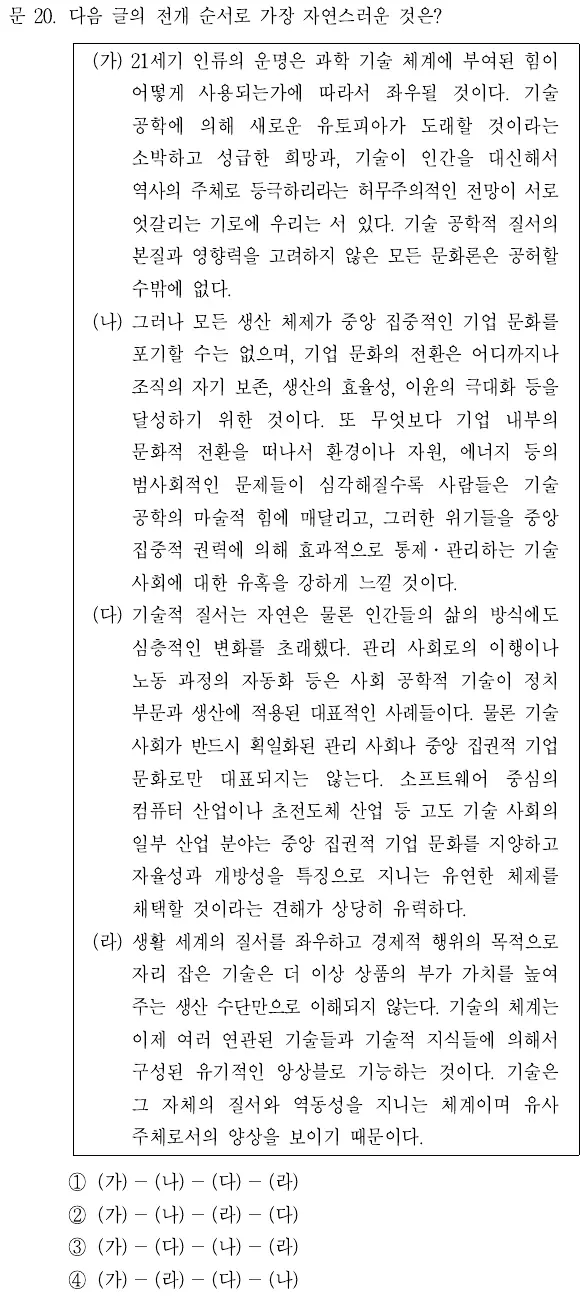 문 20. 다음 글의 전개 순서로 가장 자연스러운 것은?
(가) 21세기 인류의 운명은 과학 기술 체계에 부여된 힘이
어떻게 사용되는가에 따라서 좌우될 것이다. 기술
공학에 의해 새로운 유토피아가 도래할 것이라는
소박하고 성급한 희망과, 기술이 인간을 대신해서
역사의 주체로 등극하리라는 허무주의적인 전망이 서로
엇갈리는 기로에 우리는 서 있다. 기술 공학적 질서의
본질과 영향력을 고려하지 않은 모든 문화론은 공허할
수밖에 없다.
(나) 그러나 모든 생산 체제가 중앙 집중적인 기업 문화를
포기할 수는 없으며, 기업 문화의 전환은 어디까지나
조직의 자기 보존, 생산의 효율성, 이윤의 극대화 등을
달성하기 위한 것이다. 또 무엇보다 기업 내부의
문화적 전환을 떠나서 환경이나 자원, 에너지 등의
범사회적인 문제들이 심각해질수록 사람들은 기술
공학의 마술적 힘에 매달리고, 그러한 위기들을 중앙
집중적 권력에 의해 효과적으로 통제·관리하는 기술
사회에 대한 유혹을 강하게 느낄 것이다.
(다) 기술적 질서는 자연은 물론 인간들의 삶의 방식에도
심층적인 변화를 초래했다. 관리 사회로의 이행이나
노동 과정의 자동화 등은 사회 공학적 기술이 정치
부문과 생산에 적용된 대표적인 사례들이다. 물론 기술
사회가 반드시 획일화된 관리 사회나 중앙 집권적 기업
문화로만 대표되지는 않는다. 소프트웨어 중심의
컴퓨터 산업이나 초전도체 산업 등 고도 기술 사회의
일부 산업 분야는 중앙 집권적 기업 문화를 지양하고
자율성과 개방성을 특징으로 지니는 유연한 체제를
채택할 것이라는 견해가 상당히 유력하다.
(라) 생활 세계의 질서를 좌우하고 경제적 행위의 목적으로
자리 잡은 기술은 더 이상 상품의 부가 가치를 높여
주는 생산 수단만으로 이해되지 않는다. 기술의 체계는
이제 여러 연관된 기술들과 기술적 지식들에 의해서
구성된 유기적인 앙상블로 기능하는 것이다. 기술은
그 자체의 질서와 역동성을 지니는 체계이며 유사
주체로서의 양상을 보이기 때문이다.
① (가) - (나) - (다) - (라)
② (가) - (나) - (라) - (다)
③ (가) - (다) - (나) - (라)
④ (가) - (라) - (다) - (나)